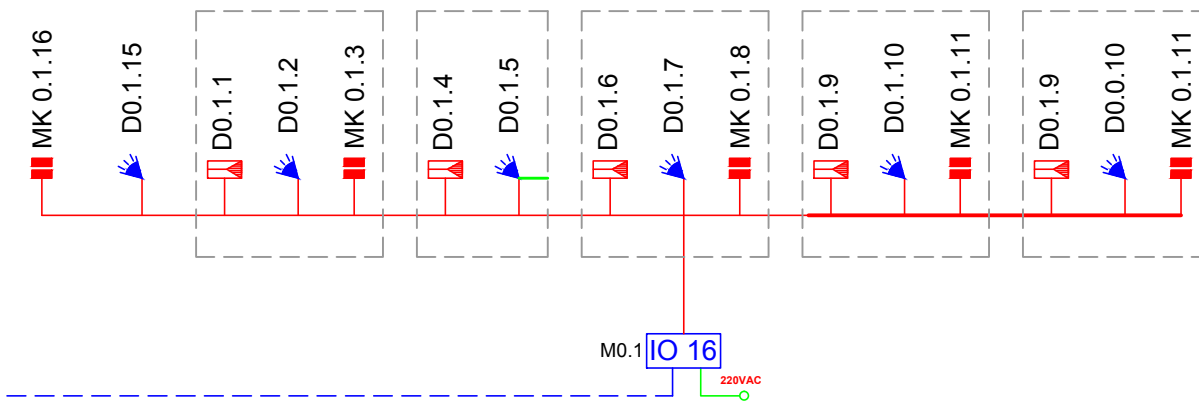 MK 0.1.16
D0.1.15
D0.1.1
D0.1.2
MK 0.1.3
D0.1.4
D0.1.5
D0.1.6
D0.1.7
MK 0.1.8
D0.1.9
D0.1.10
MK 0.1.11
D0.1.9
D0.0.10
MK 0.1.11
M0.1
IO 16
220VAC